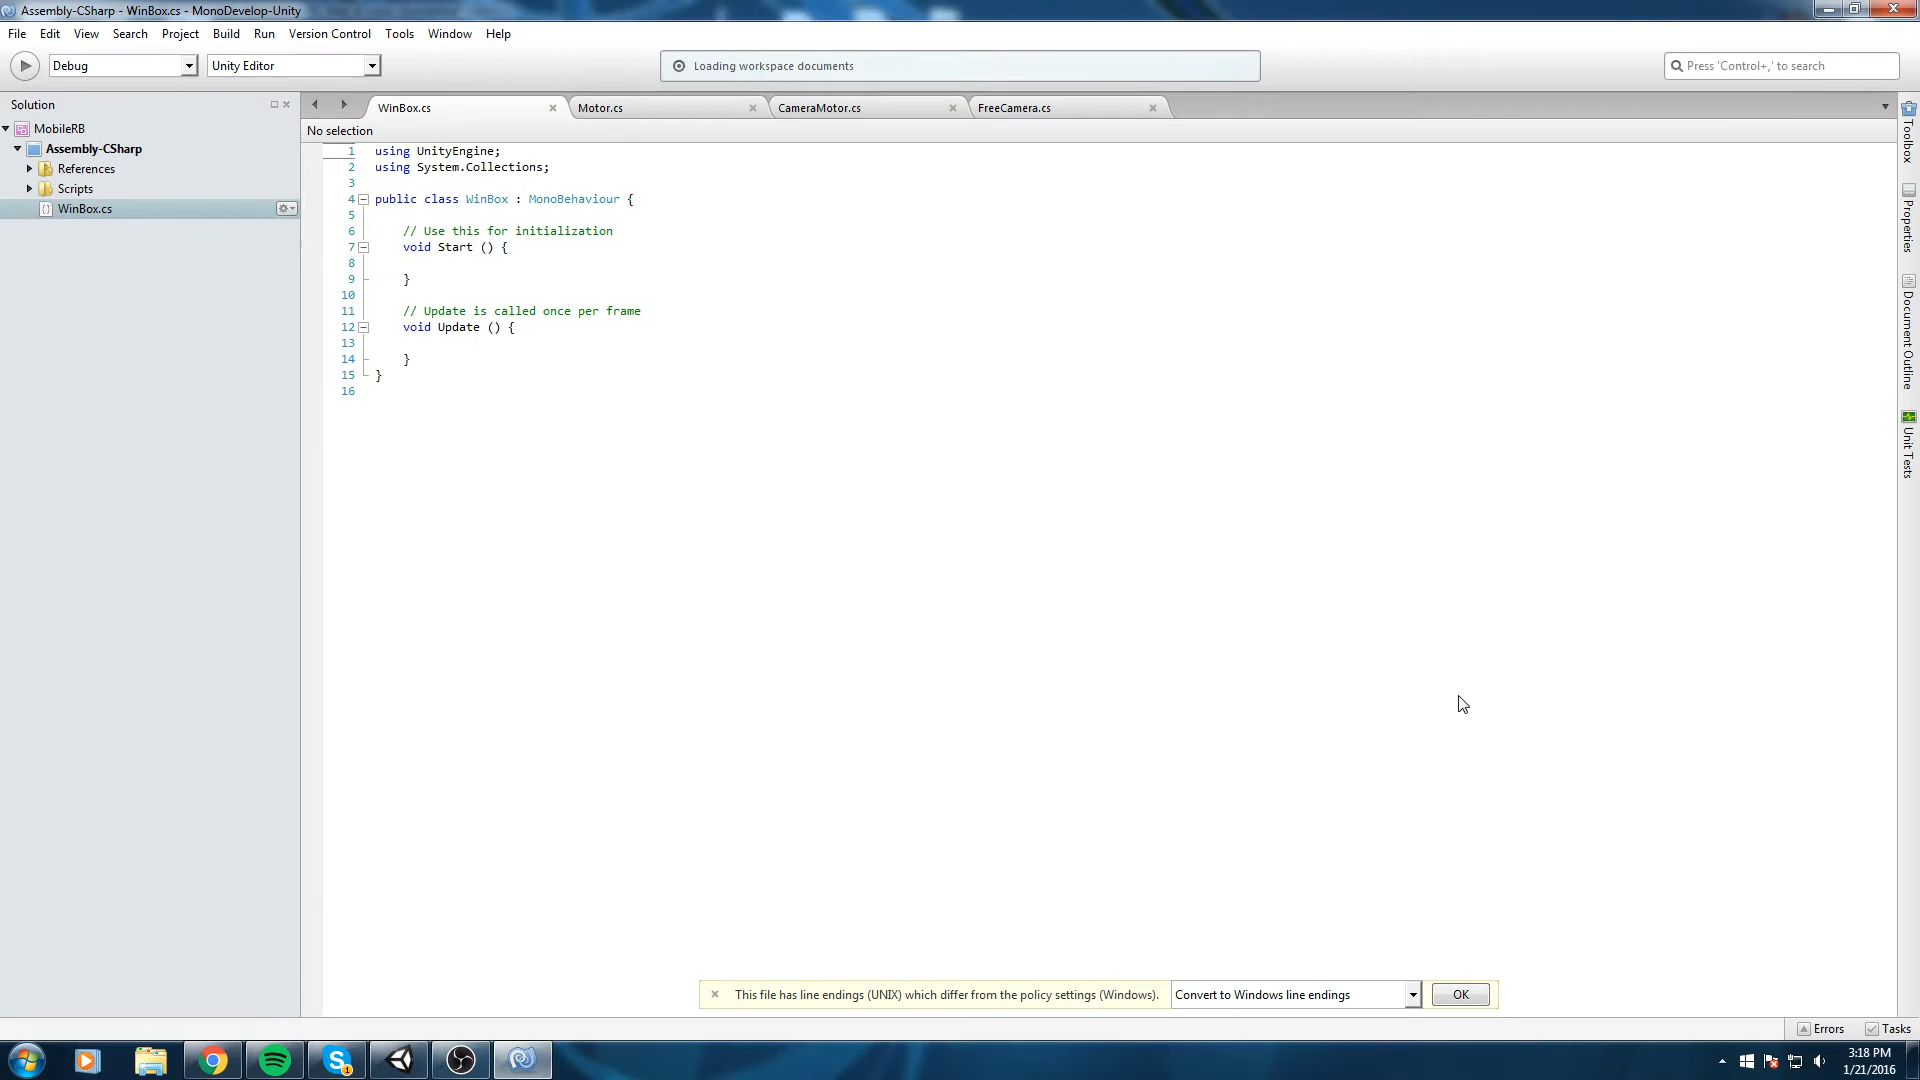 Assembly-CSharp - WinBox.cs - MonoDevelop-Unity
File Edit View Search Project Build Run Version Control Tools Window Help
Debug Unity Editor Loading workspace documents Press 'Control+,' to search
Solution
WinBox.cs Motor.cs CameraMotor.cs FreeCamera.cs
No selection
MobileRB
Assembly-CSharp
References
Scripts
WinBox.cs
1 using UnityEngine;
2 using System.Collections;
3
4 public class WinBox : MonoBehaviour {
5
6 // Use this for initialization
7 void Start () {
8
9 }
10
11 // Update is called once per frame
12 void Update () {
13
14 }
15 }
16
Toolbox
Properties
Document Outline
Unit Tests
This file has line endings (UNIX) which differ from the policy settings (Windows). Convert to Windows line endings OK
Errors Tasks
1
3:18 PM
1/21/2016